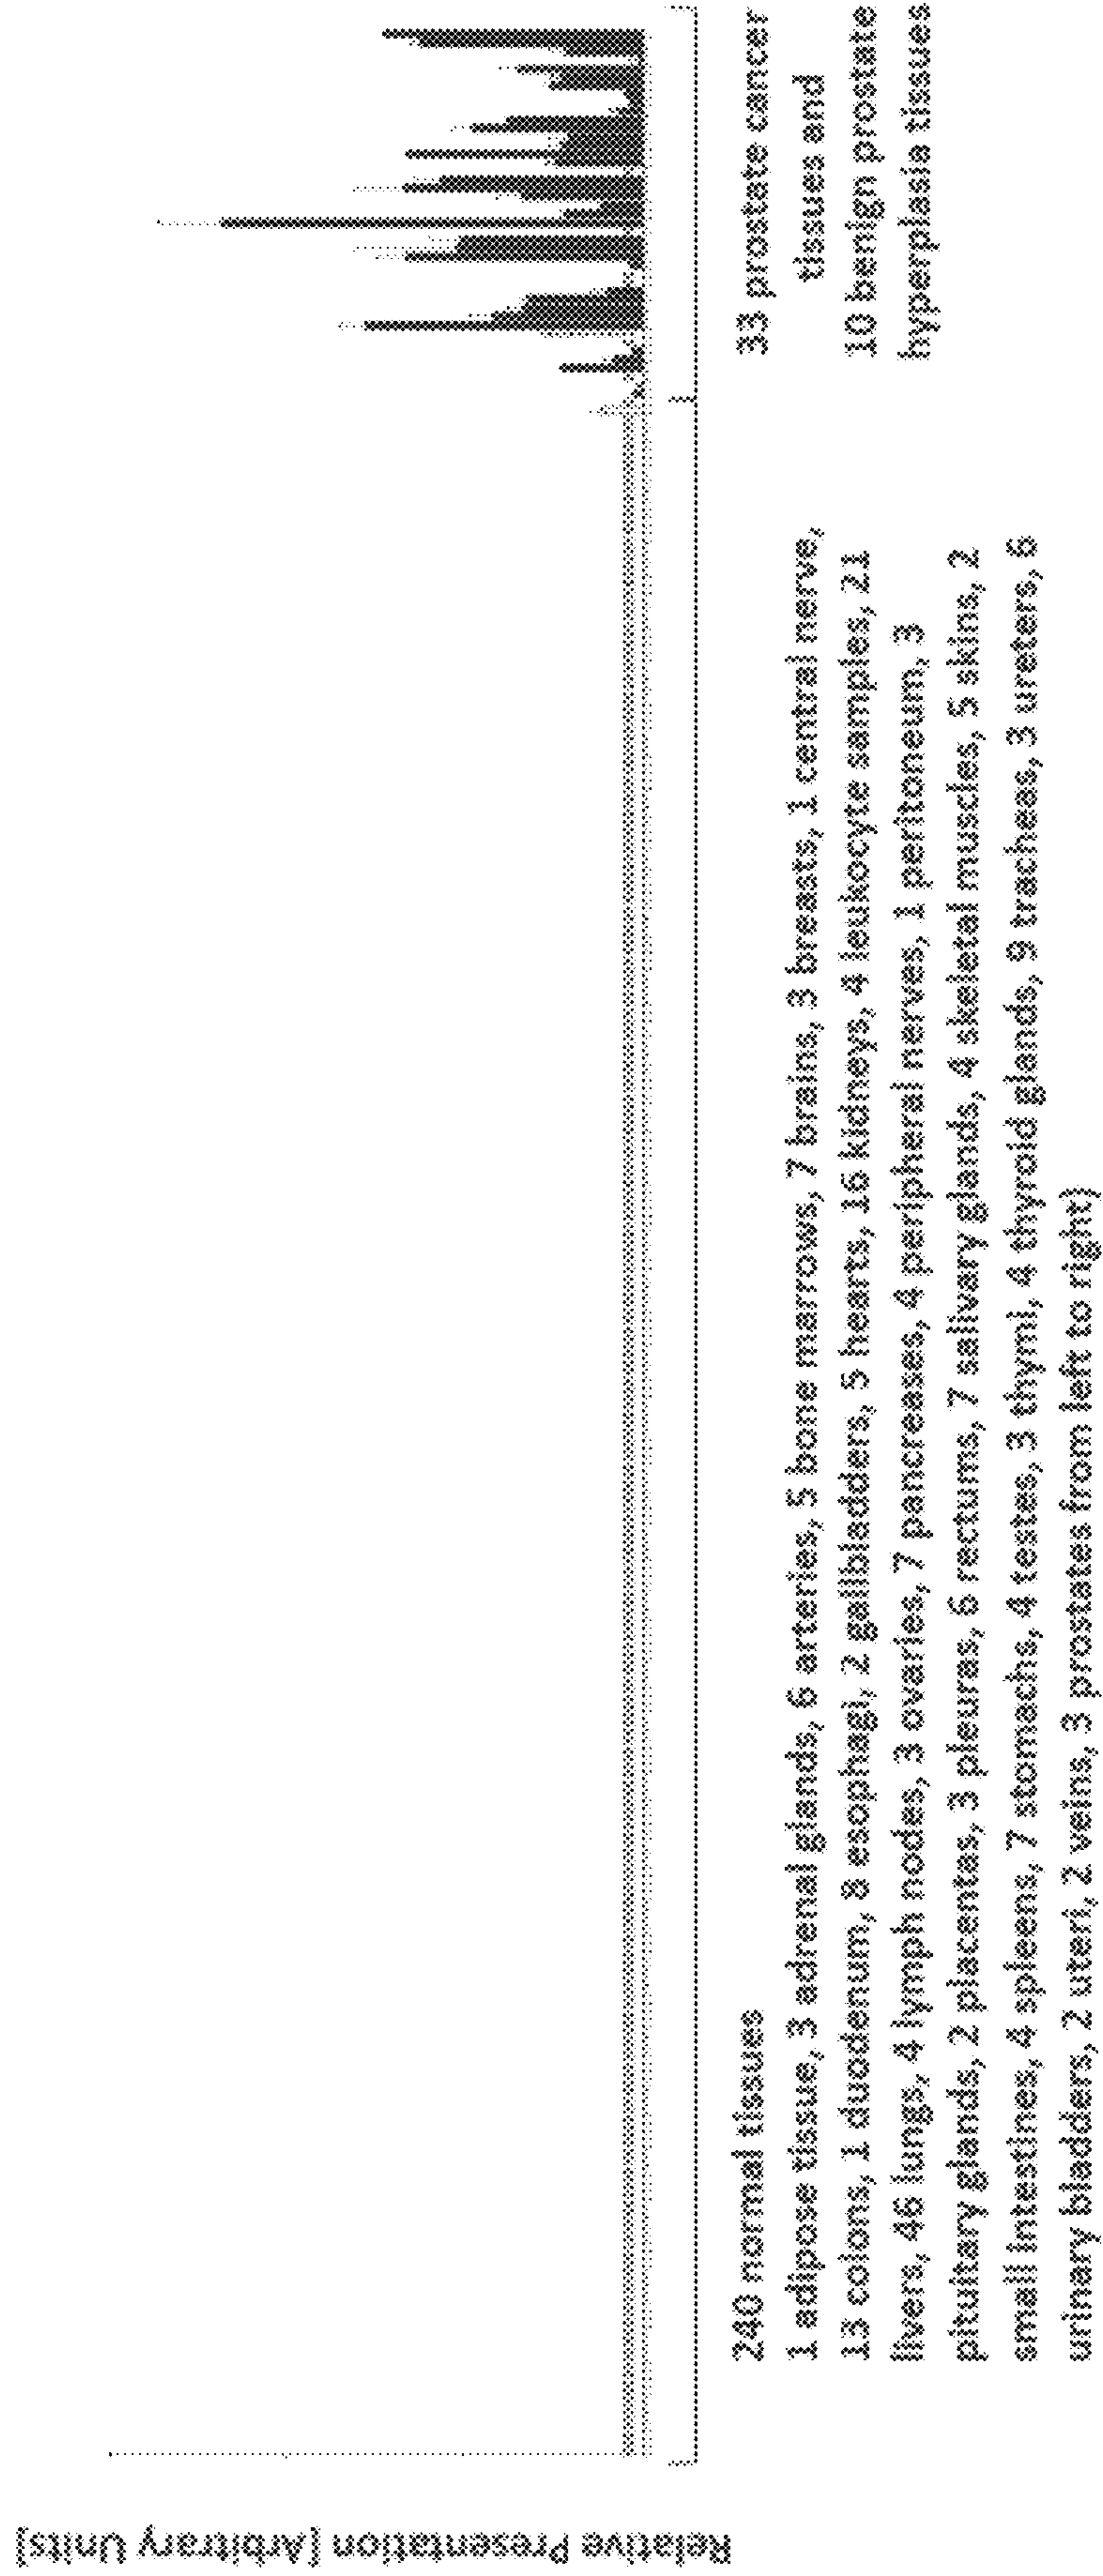 Relative Presentation [Arbitrary Units]
240 normal tissues
1 adipose tissue, 3 adrenal glands, 6 arteries, 5 bone marrows, 7 brains, 3 breasts, 1 central nerve,
13 colons, 1 duodenum, 8 esophagi, 2 gallbladders, 5 hearts, 16 kidneys, 4 leukocyte samples, 21
livers, 46 lungs, 4 lymph nodes, 3 ovaries, 7 pancreases, 4 peripheral nerves, 1 peritoneum, 3
pituitary glands, 2 placentas, 3 pleuras, 6 rectums, 7 salivary glands, 4 skeletal muscles, 5 skins, 2
small intestines, 4 spleens, 7 stomachs, 4 testes, 3 thymi, 4 thyroid glands, 9 tracheas, 3 ureters, 6
urinary bladders, 2 uteri, 2 veins, 3 prostates from left to right)
33 prostate cancer
tissues and
10 benign prostate
hyperplasia tissues